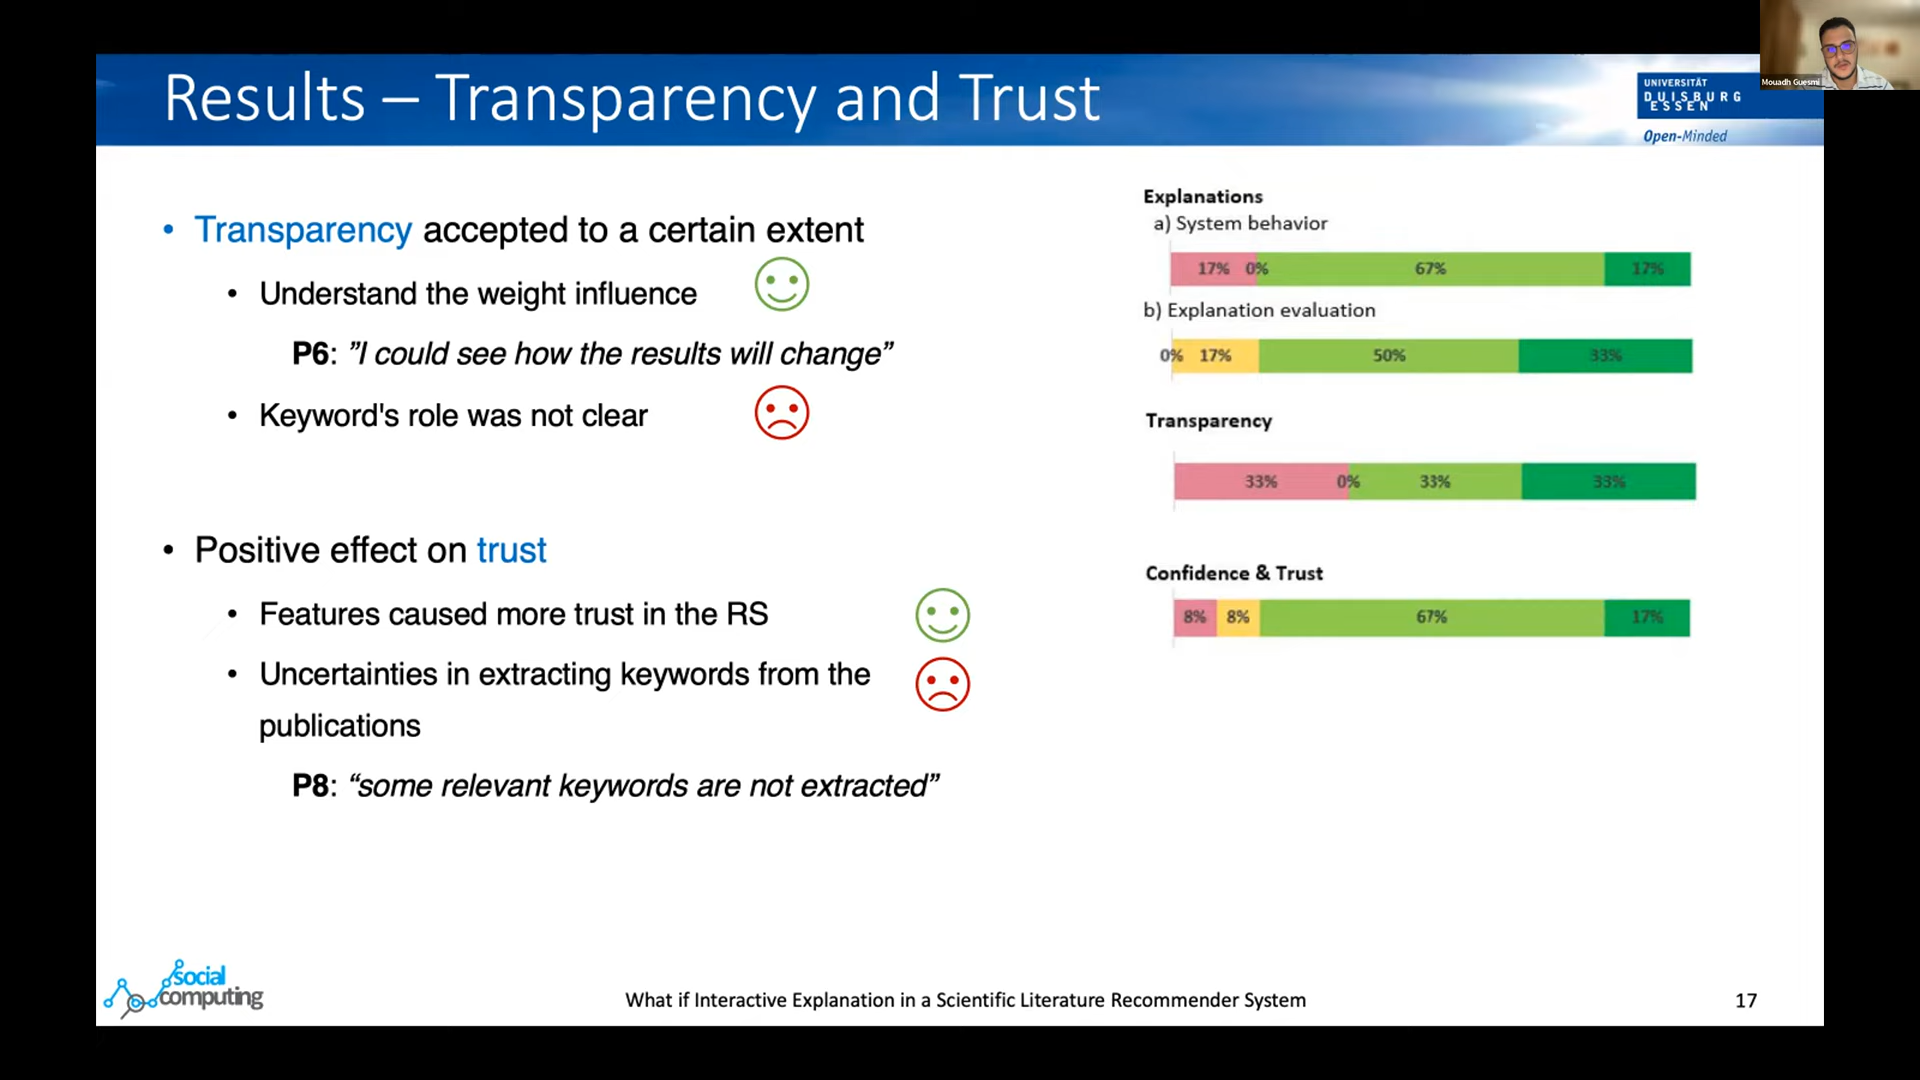 Results – Transparency and Trust
UNIVERSITÄT
DUISBURG
ESSEN
Open-Minded
Mouadh Guesmi
• Transparency accepted to a certain extent
• Understand the weight influence
P6: ”I could see how the results will change”
• Keyword's role was not clear
• Positive effect on trust
• Features caused more trust in the RS
• Uncertainties in extracting keywords from the
publications
P8: “some relevant keywords are not extracted”
Explanations
a) System behavior
17% 0% 67% 17%
b) Explanation evaluation
0% 17% 50% 33%
Transparency
33% 0% 33% 33%
Confidence & Trust
8% 8% 67% 17%
social
computing
What if Interactive Explanation in a Scientific Literature Recommender System
17